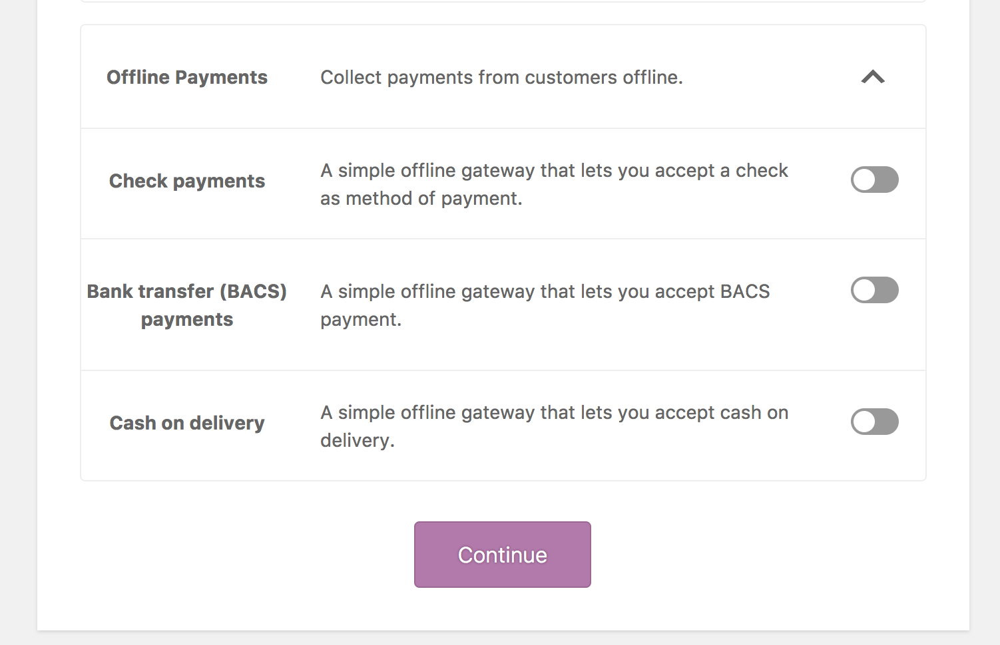 Offline Payments
Collect payments from customers offline.
Check payments
A simple offline gateway that lets you accept a check
as method of payment.
Bank transfer (BACS)
payments
A simple offline gateway that lets you accept BACS
payment.
Cash on delivery
A simple offline gateway that lets you accept cash on
delivery.
Continue